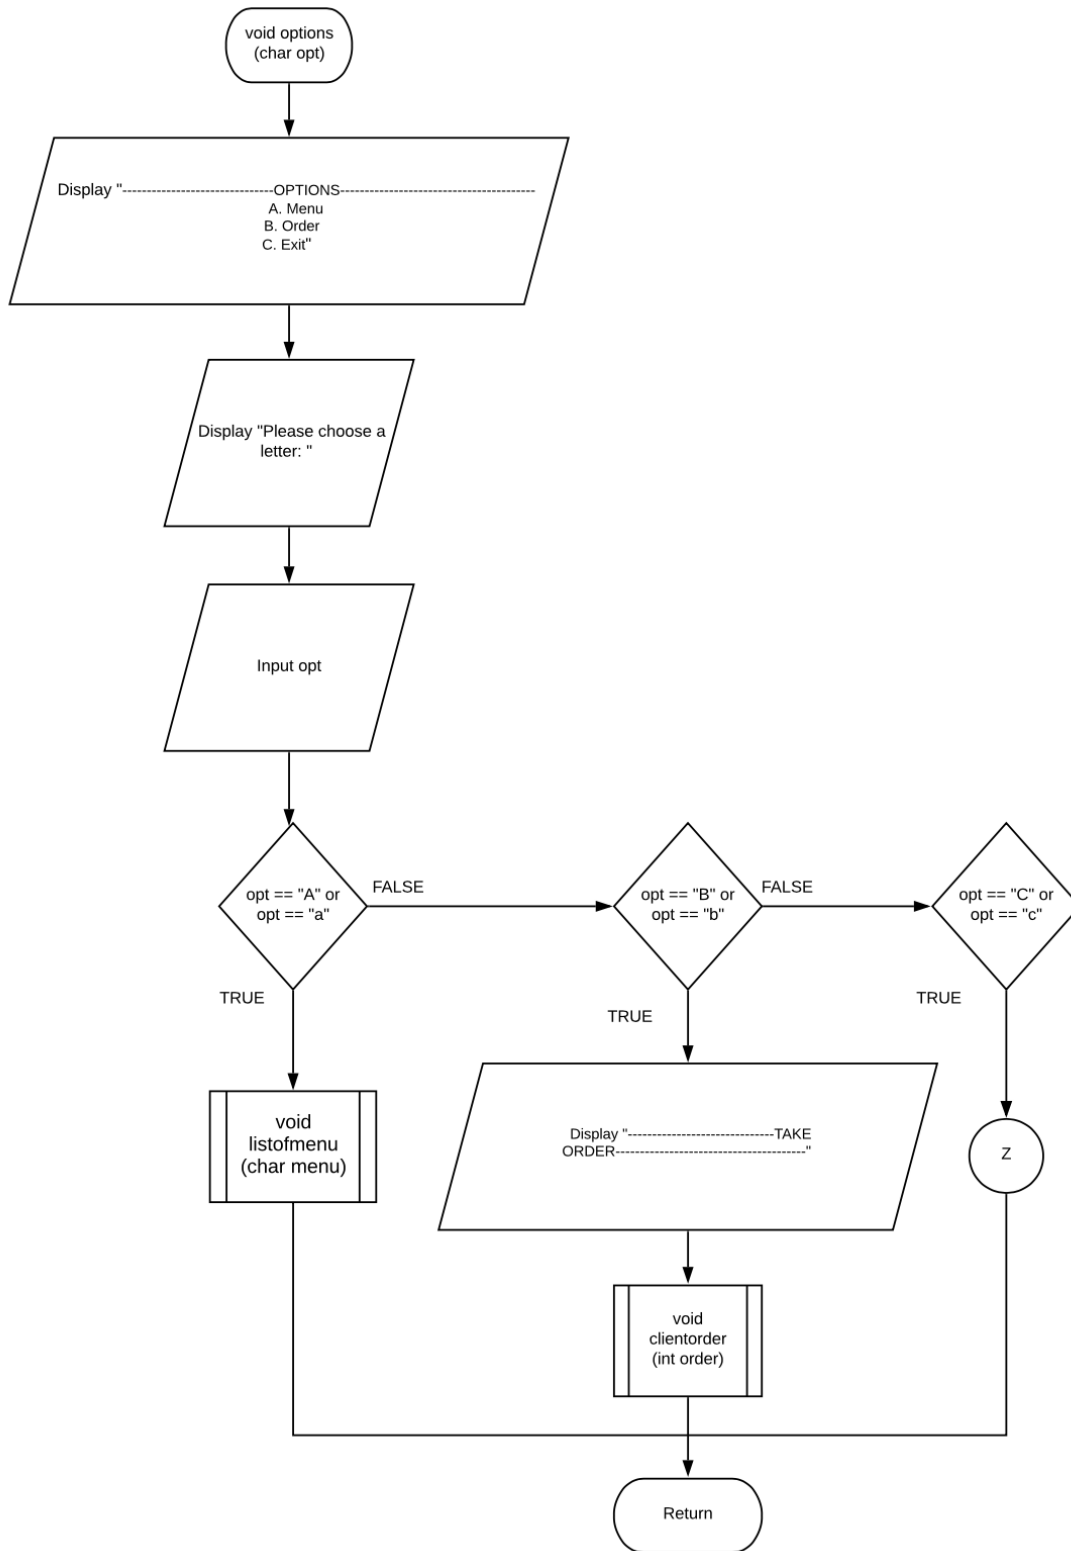 void options
(char opt)
Display "-------------------------------OPTIONS----------------------------------------
A. Menu
B. Order
C. Exit"
Display "Please choose a
letter: "
Input opt
opt == "A" or
opt == "a"
FALSE
opt == "B" or
opt == "b"
FALSE
opt == "C" or
opt == "c"
TRUE
TRUE
TRUE
void
listofmenu
(char menu)
Display "------------------------------TAKE
ORDER---------------------------------------"
Z
void
clientorder
(int order)
Return